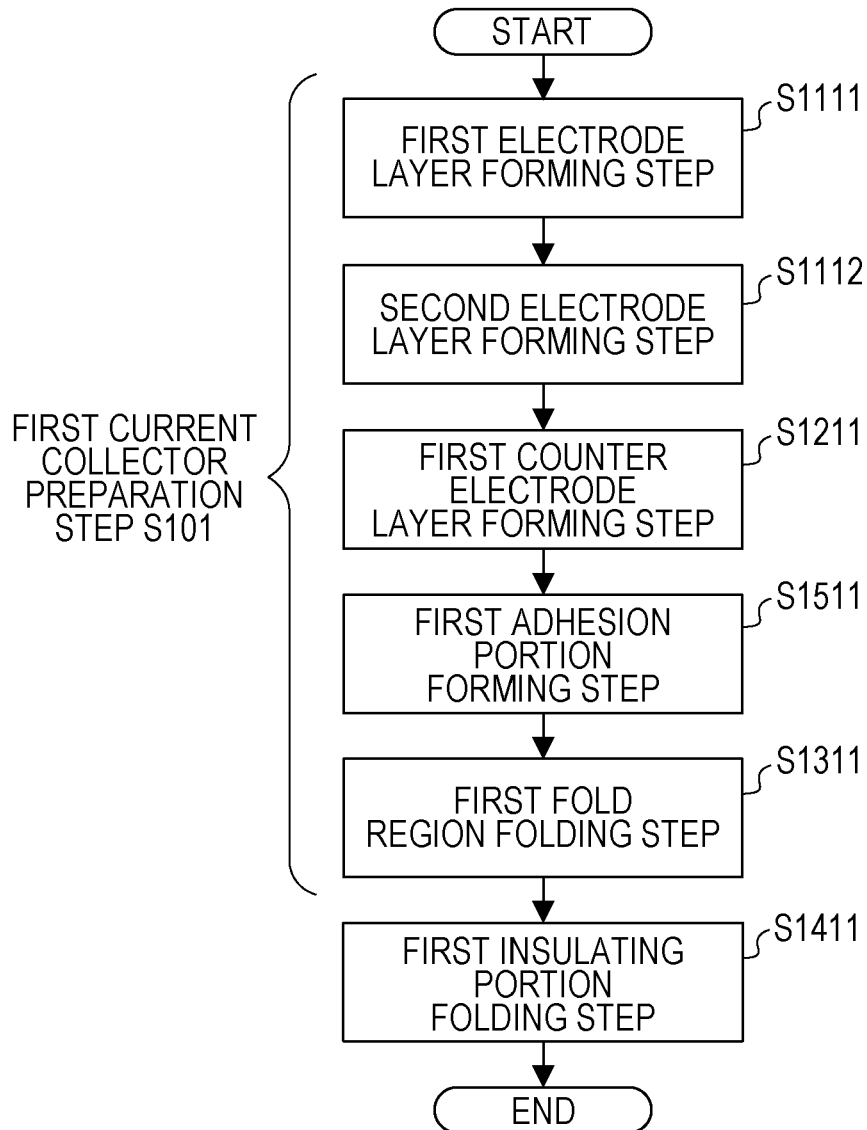 START
S1111
FIRST ELECTRODE
LAYER FORMING STEP
S1112
SECOND ELECTRODE
LAYER FORMING STEP
FIRST CURRENT
COLLECTOR
PREPARATION
STEP S101
S1211
FIRST COUNTER
ELECTRODE
LAYER FORMING STEP
S1511
FIRST ADHESION
PORTION
FORMING STEP
S1311
FIRST FOLD
REGION FOLDING STEP
S1411
FIRST INSULATING
PORTION
FOLDING STEP
END